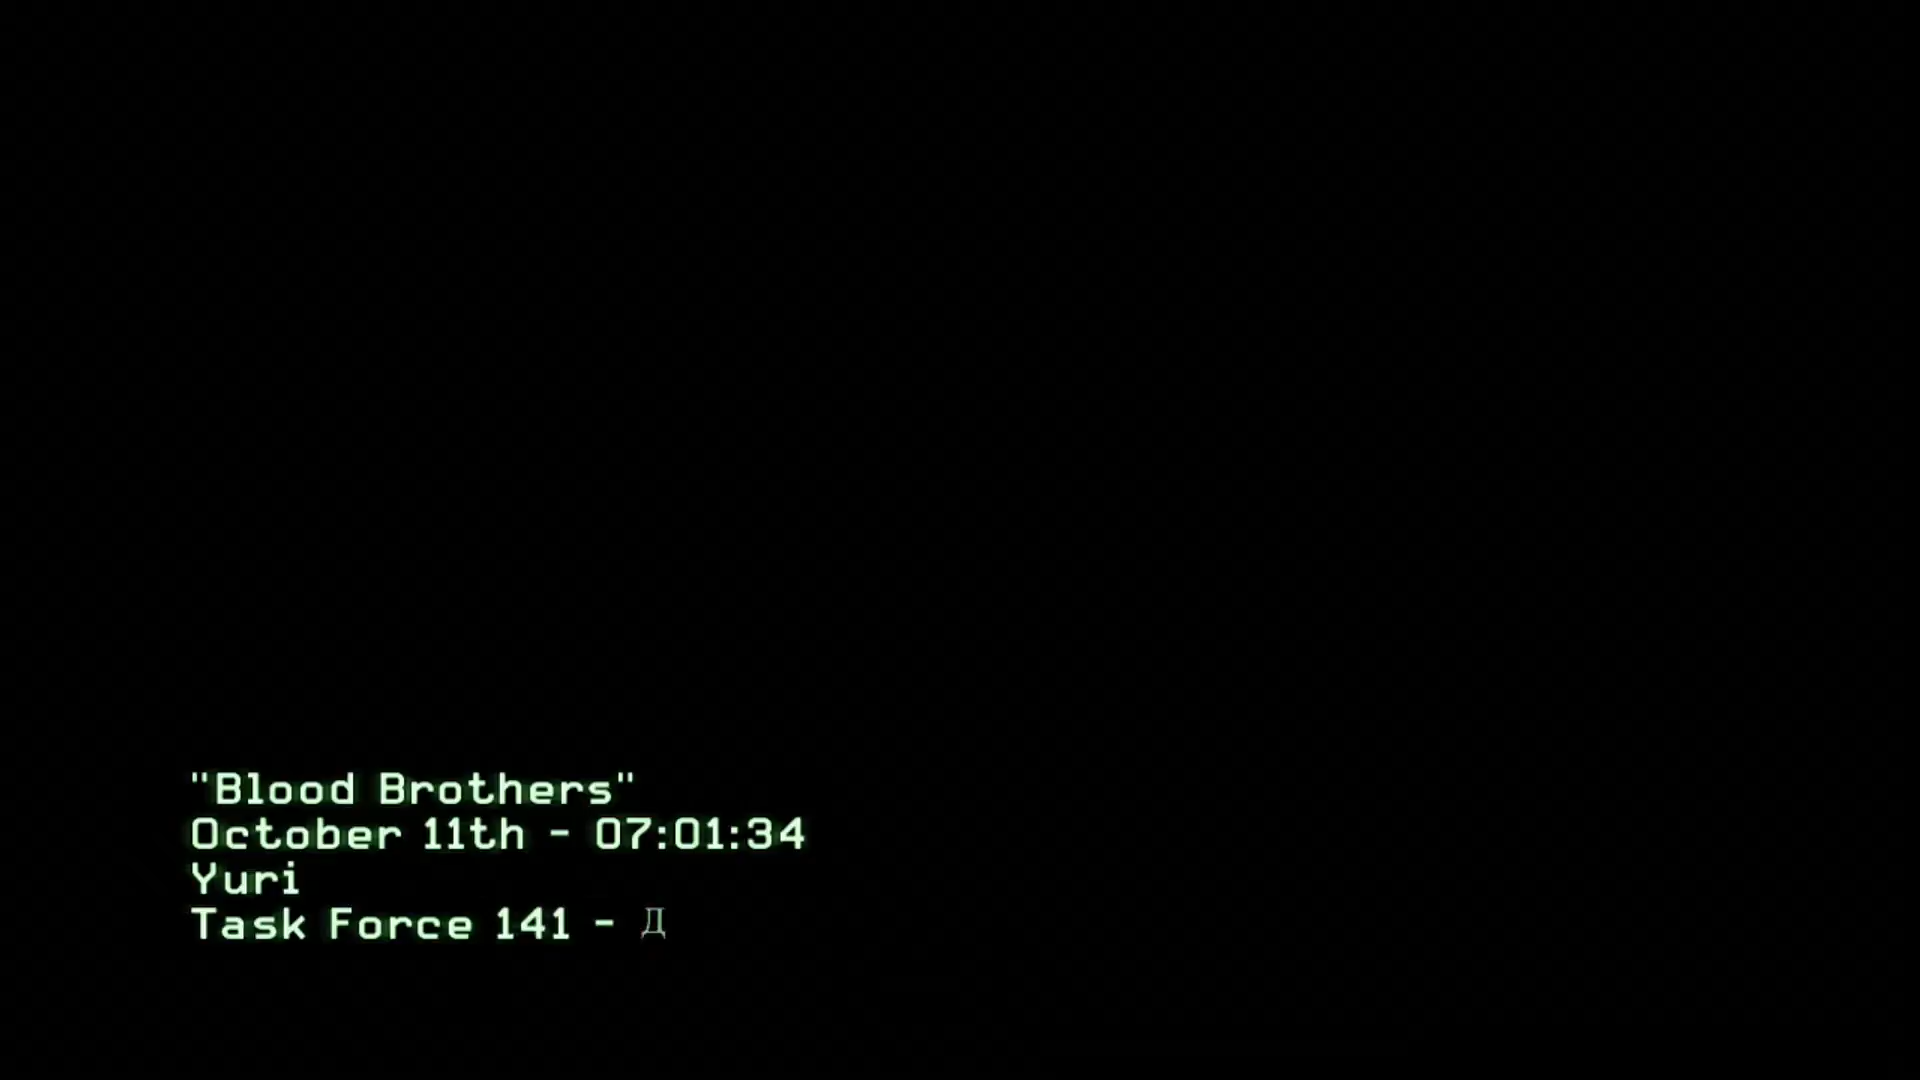 "Blood Brothers"
October 11th - 07:01:34
Yuri
Task Force 141 - Д